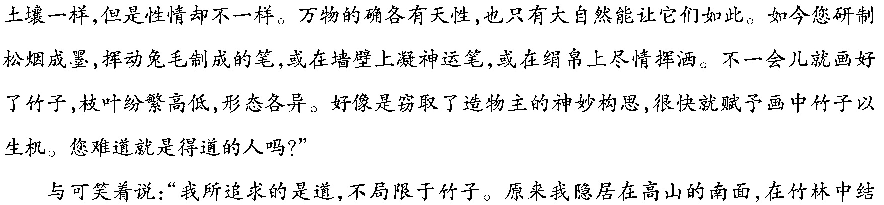 土壤一样,但是性情却不一样。万物的确各有天性,也只有大自然能让它们如此。如今您研制
松烟成墨,挥动兔毛制成的笔,或在墙壁上凝神运笔,或在绢帛上尽情挥洒。不一会儿就画好
了竹子,枝叶纷繁高低,形态各异。好像是窃取了造物主的神妙构思,很快就赋予画中竹子以
生机。您难道就是得道的人吗?”
与可笑着说:“我所追求的是道,不局限于竹子。原来我隐居在高山的南面,在竹林中结